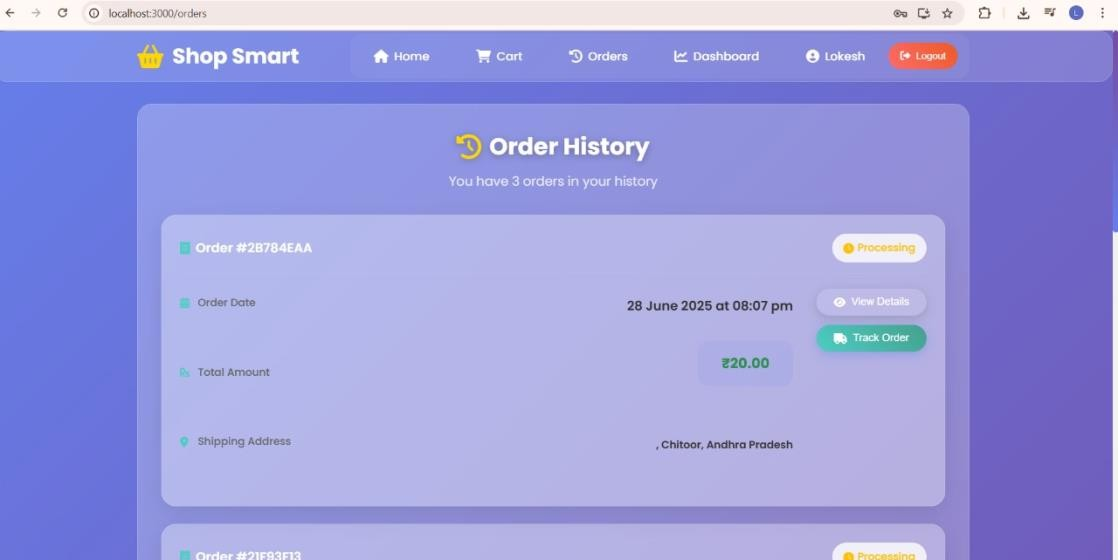 localhost:3000/orders
L
Shop Smart
Home
Cart
Orders
Dashboard
Lokesh
Logout
Order History
You have 3 orders in your history
Order #2B784EAA
Processing
Order Date
28 June 2025 at 08:07 pm
View Details
Track Order
Total Amount
₹20.00
Shipping Address
, Chitoor, Andhra Pradesh
Order #21F93F13
Processing